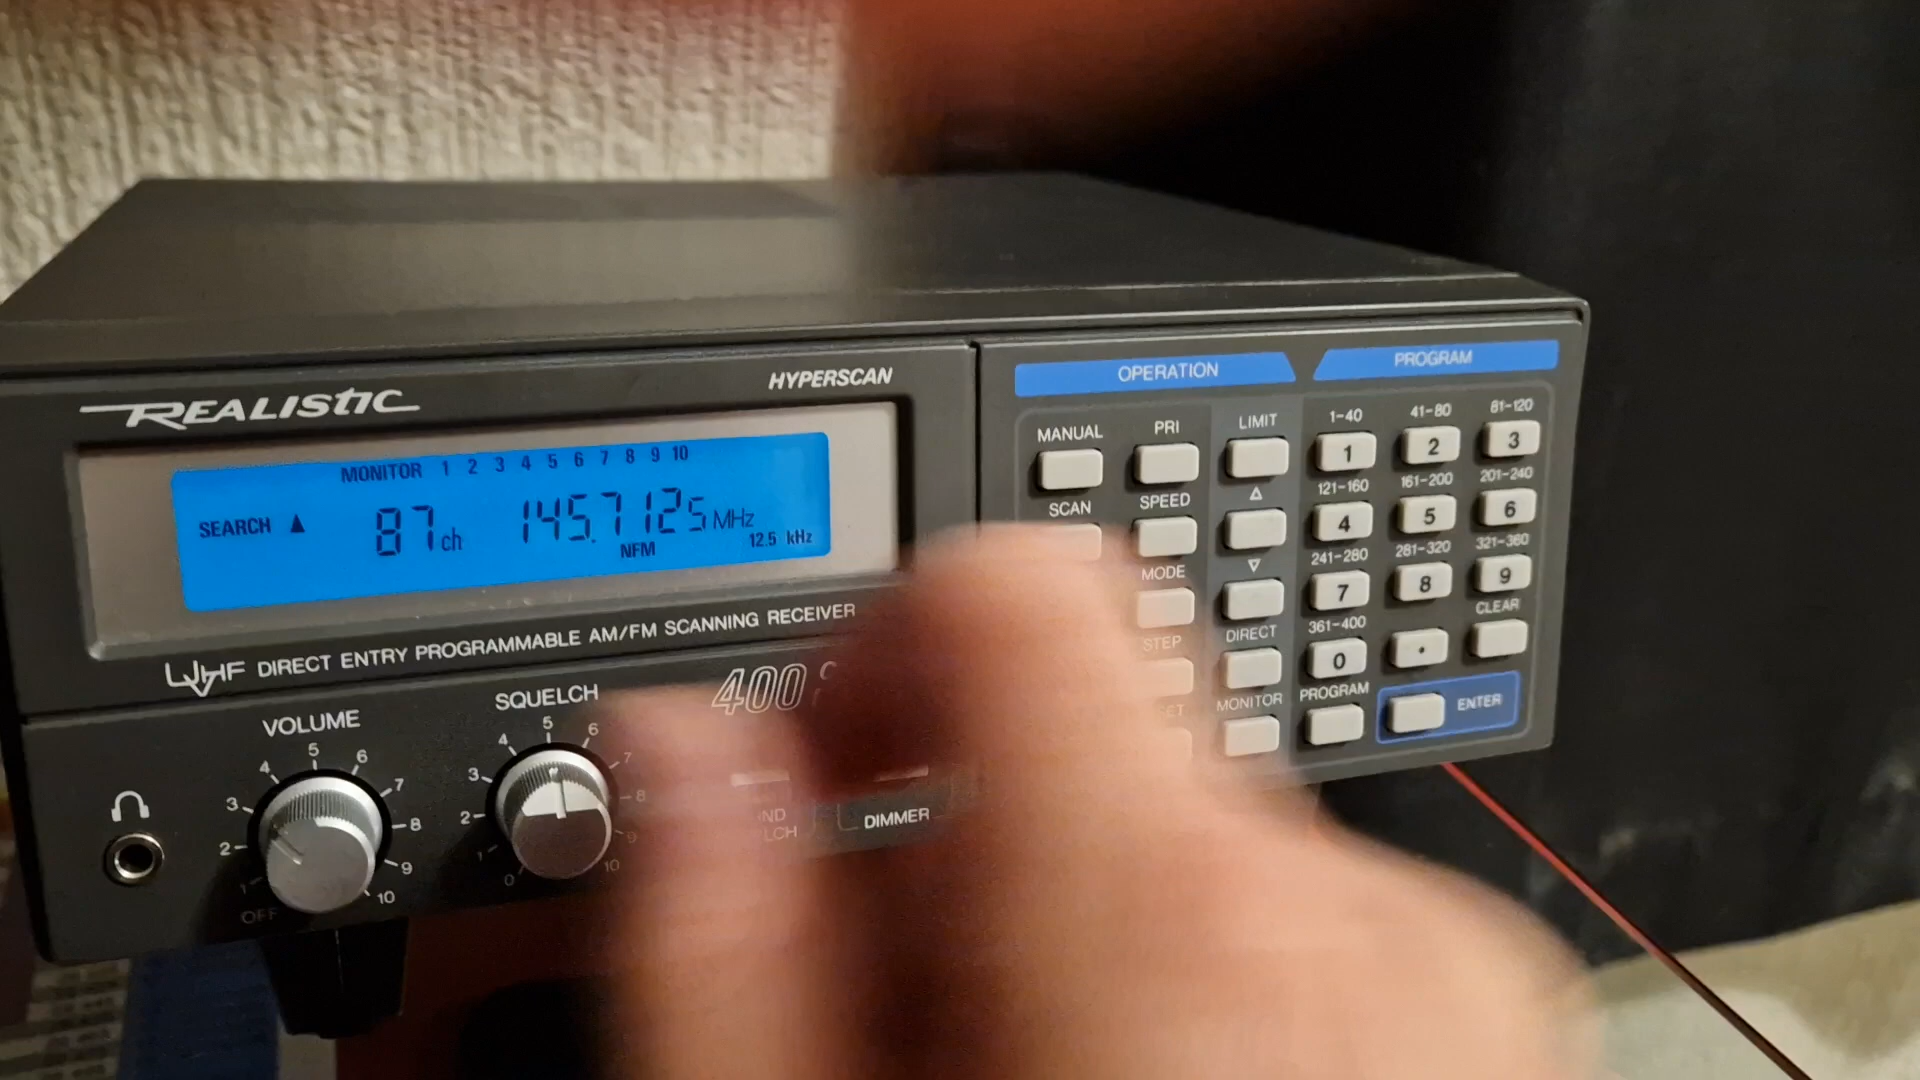 REALISTIC
HYPERSCAN
MONITOR 1 2 3 4 5 6 7 8 9 10
SEARCH ▲ 87 ch 145.7125 MHz
NFM 12.5 kHz
UHF DIRECT ENTRY PROGRAMMABLE AM/FM SCANNING RECEIVER
400
VOLUME
OFF 1 2 3 4 5 6 7 8 9 10
SQUELCH
0 1 2 3 4 5 6 7 8 9 10
DIMMER
OPERATION
PROGRAM
MANUAL PRI LIMIT
SCAN SPEED △
MODE ▽
STEP DIRECT
MONITOR
1-40 41-80 81-120
1 2 3
121-160 161-200 201-240
4 5 6
241-280 281-320 321-360
7 8 9
361-400 CLEAR
0 .
PROGRAM ENTER